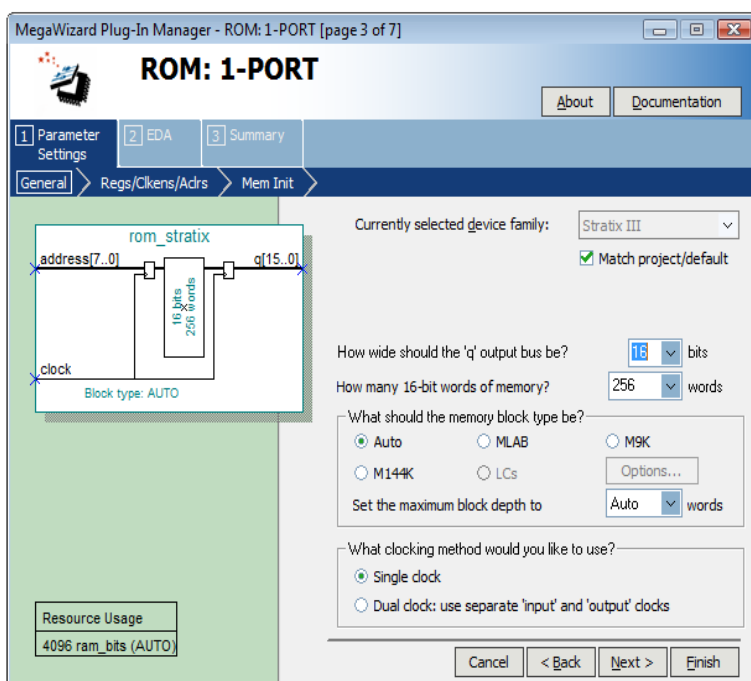 MegaWizard Plug-In Manager - ROM: 1-PORT [page 3 of 7]
ROM: 1-PORT
About
Documentation
1 Parameter Settings
2 EDA
3 Summary
General
Regs/Clkens/Aclrs
Mem Init
rom_stratix
address[7..0]
q[15..0]
16 bits
256 words
clock
Block type: AUTO
Currently selected device family:
Stratix III
Match project/default
How wide should the 'q' output bus be?
16
bits
How many 16-bit words of memory?
256
words
What should the memory block type be?
Auto
MLAB
M9K
M144K
LCs
Options...
Set the maximum block depth to
Auto
words
What clocking method would you like to use?
Single clock
Dual clock: use separate 'input' and 'output' clocks
Resource Usage
4096 ram_bits (AUTO)
Cancel
< Back
Next >
Finish